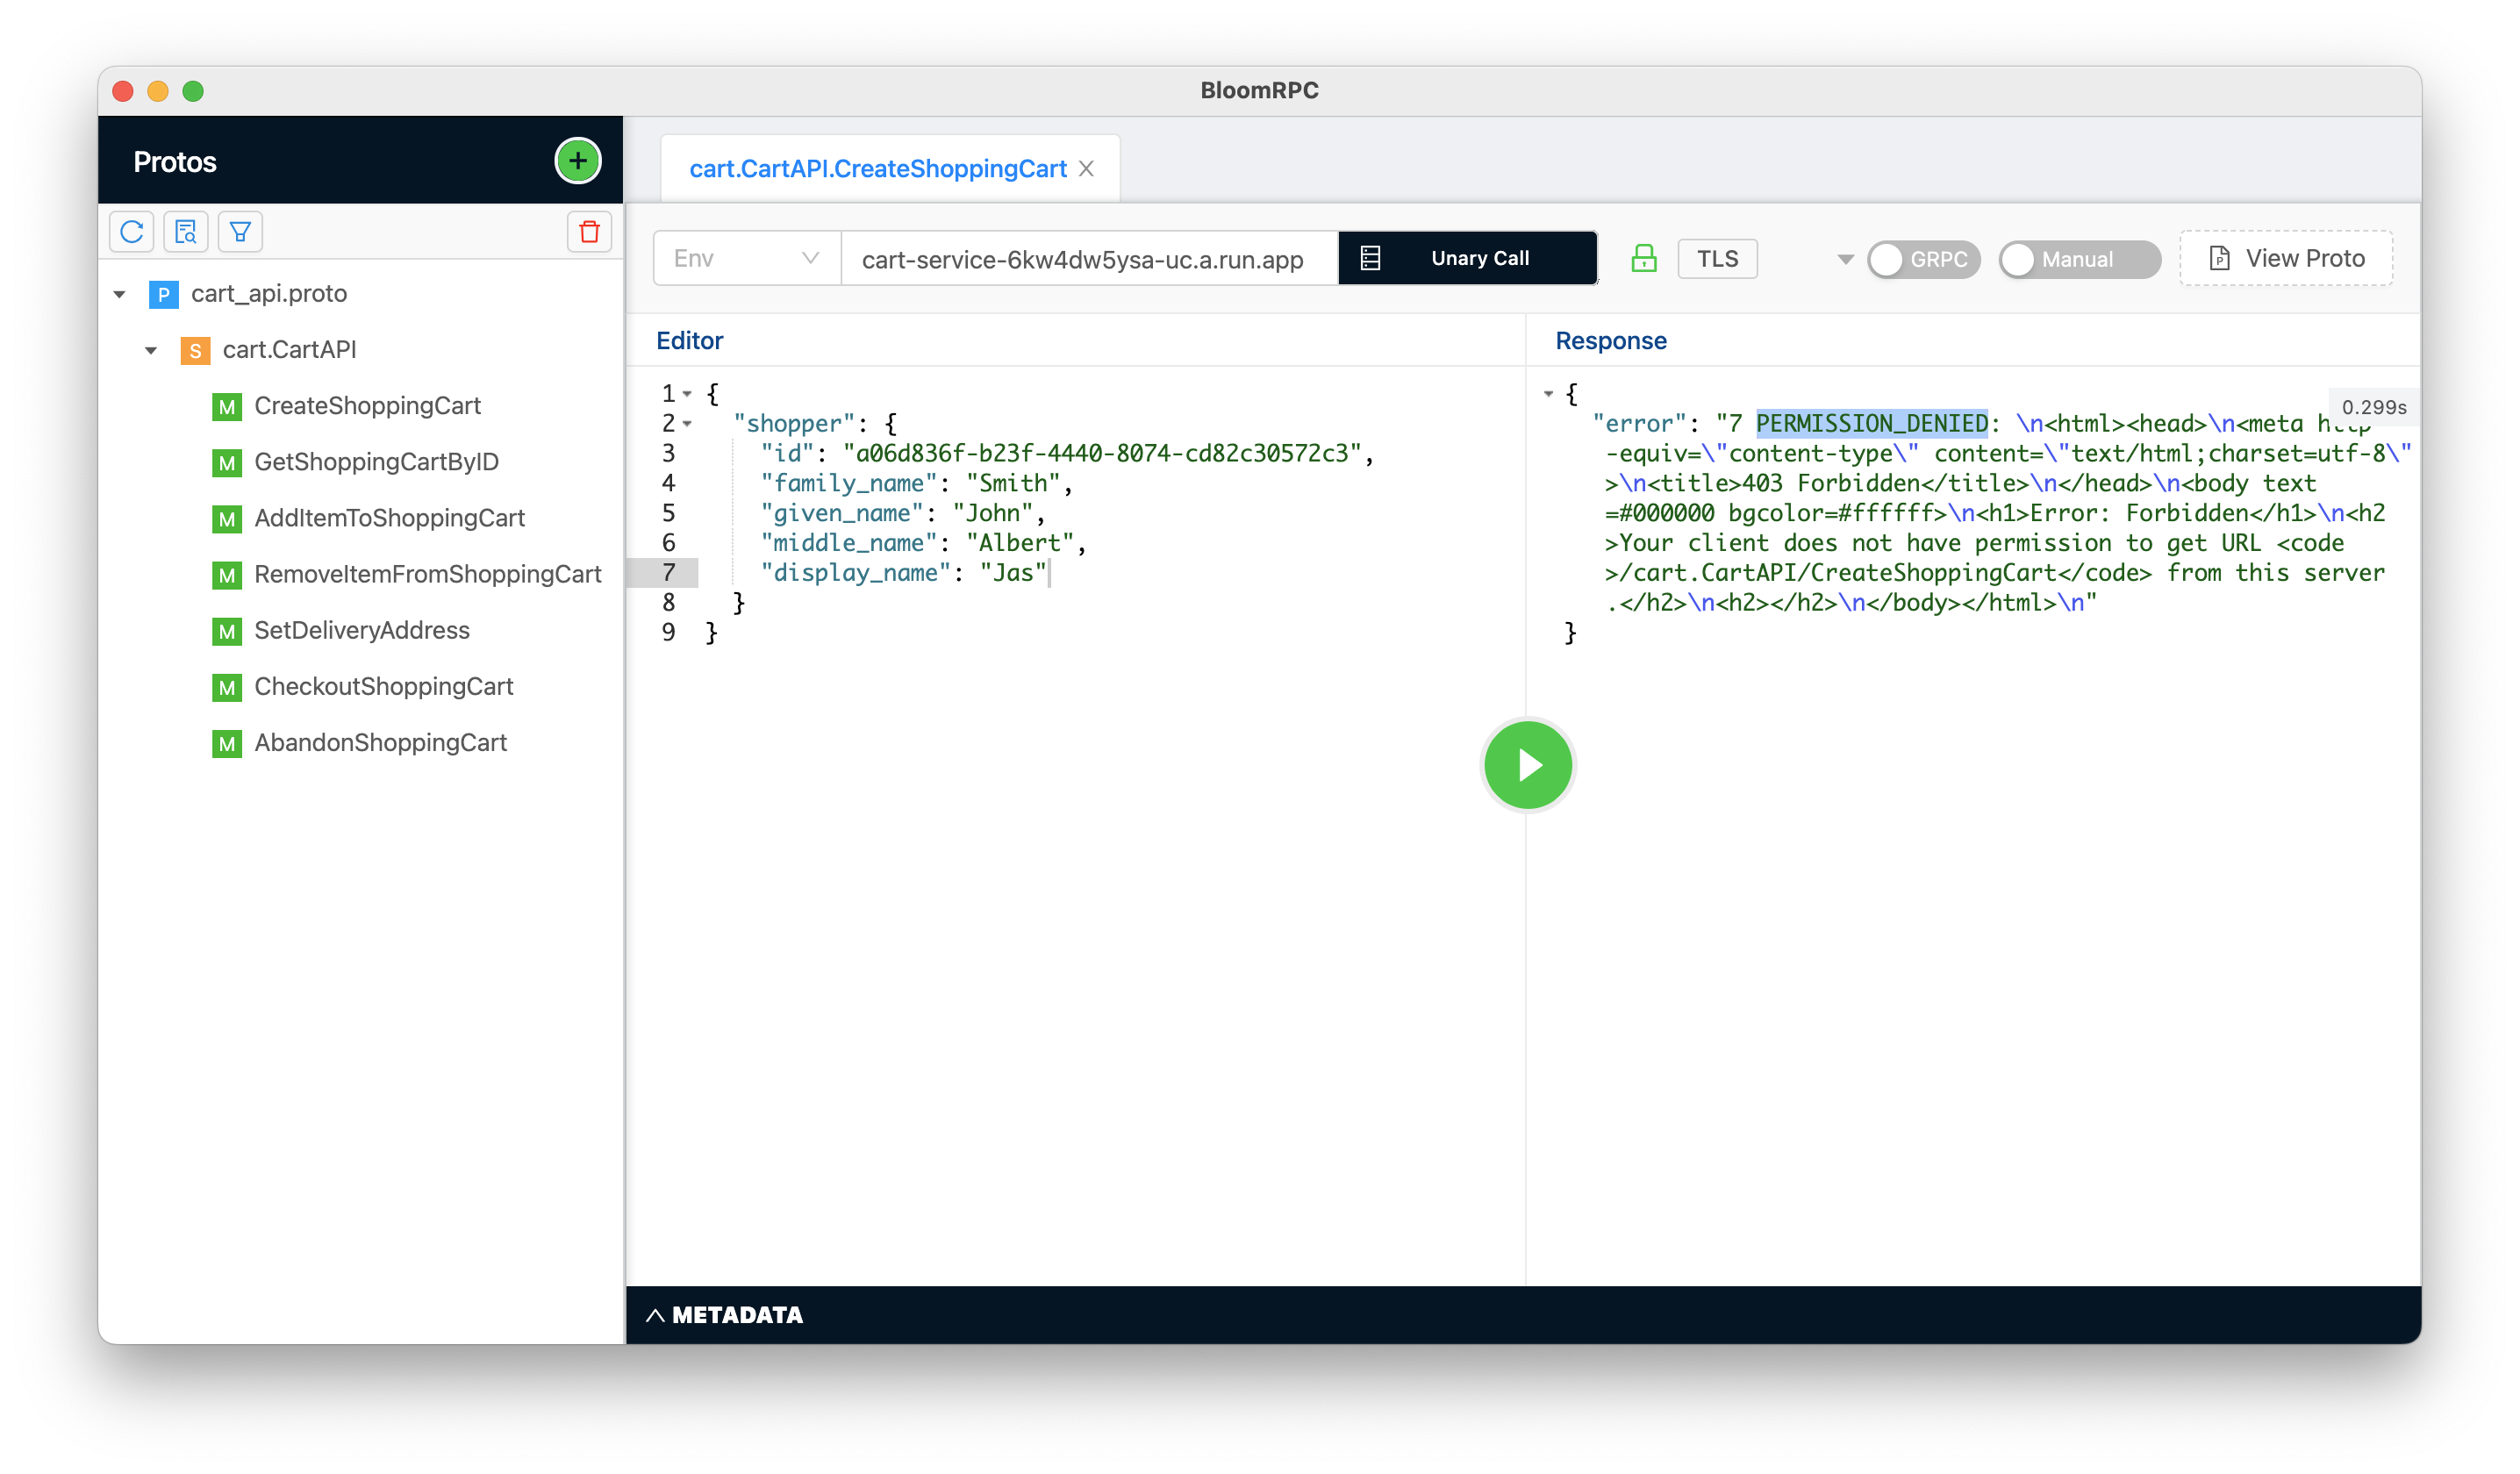 BloomRPC
Protos
cart_api.proto
P
cart.CartAPI
S
M CreateShoppingCart
M GetShoppingCartByID
M AddItemToShoppingCart
M RemoveItemFromShoppingCart
M SetDeliveryAddress
M CheckoutShoppingCart
M AbandonShoppingCart
cart.CartAPI.CreateShoppingCart
Env
cart-service-6kw4dw5ysa-uc.a.run.app
Unary Call
TLS
GRPC
Manual
View Proto
Editor
1 {
2 "shopper": {
3 "id": "a06d836f-b23f-4440-8074-cd82c30572c3",
4 "family_name": "Smith",
5 "given_name": "John",
6 "middle_name": "Albert",
7 "display_name": "Jas"
8 }
9 }
Response
{
0.299s
"error": "7 PERMISSION_DENIED: \n<html><head>\n<meta http
-equiv=\"content-type\" content=\"text/html;charset=utf-8\"
>\n<title>403 Forbidden</title>\n</head>\n<body text
=#000000 bgcolor=#ffffff>\n<h1>Error: Forbidden</h1>\n<h2
>Your client does not have permission to get URL <code
>/cart.CartAPI/CreateShoppingCart</code> from this server
.</h2>\n<h2></h2>\n</body></html>\n"
}
METADATA